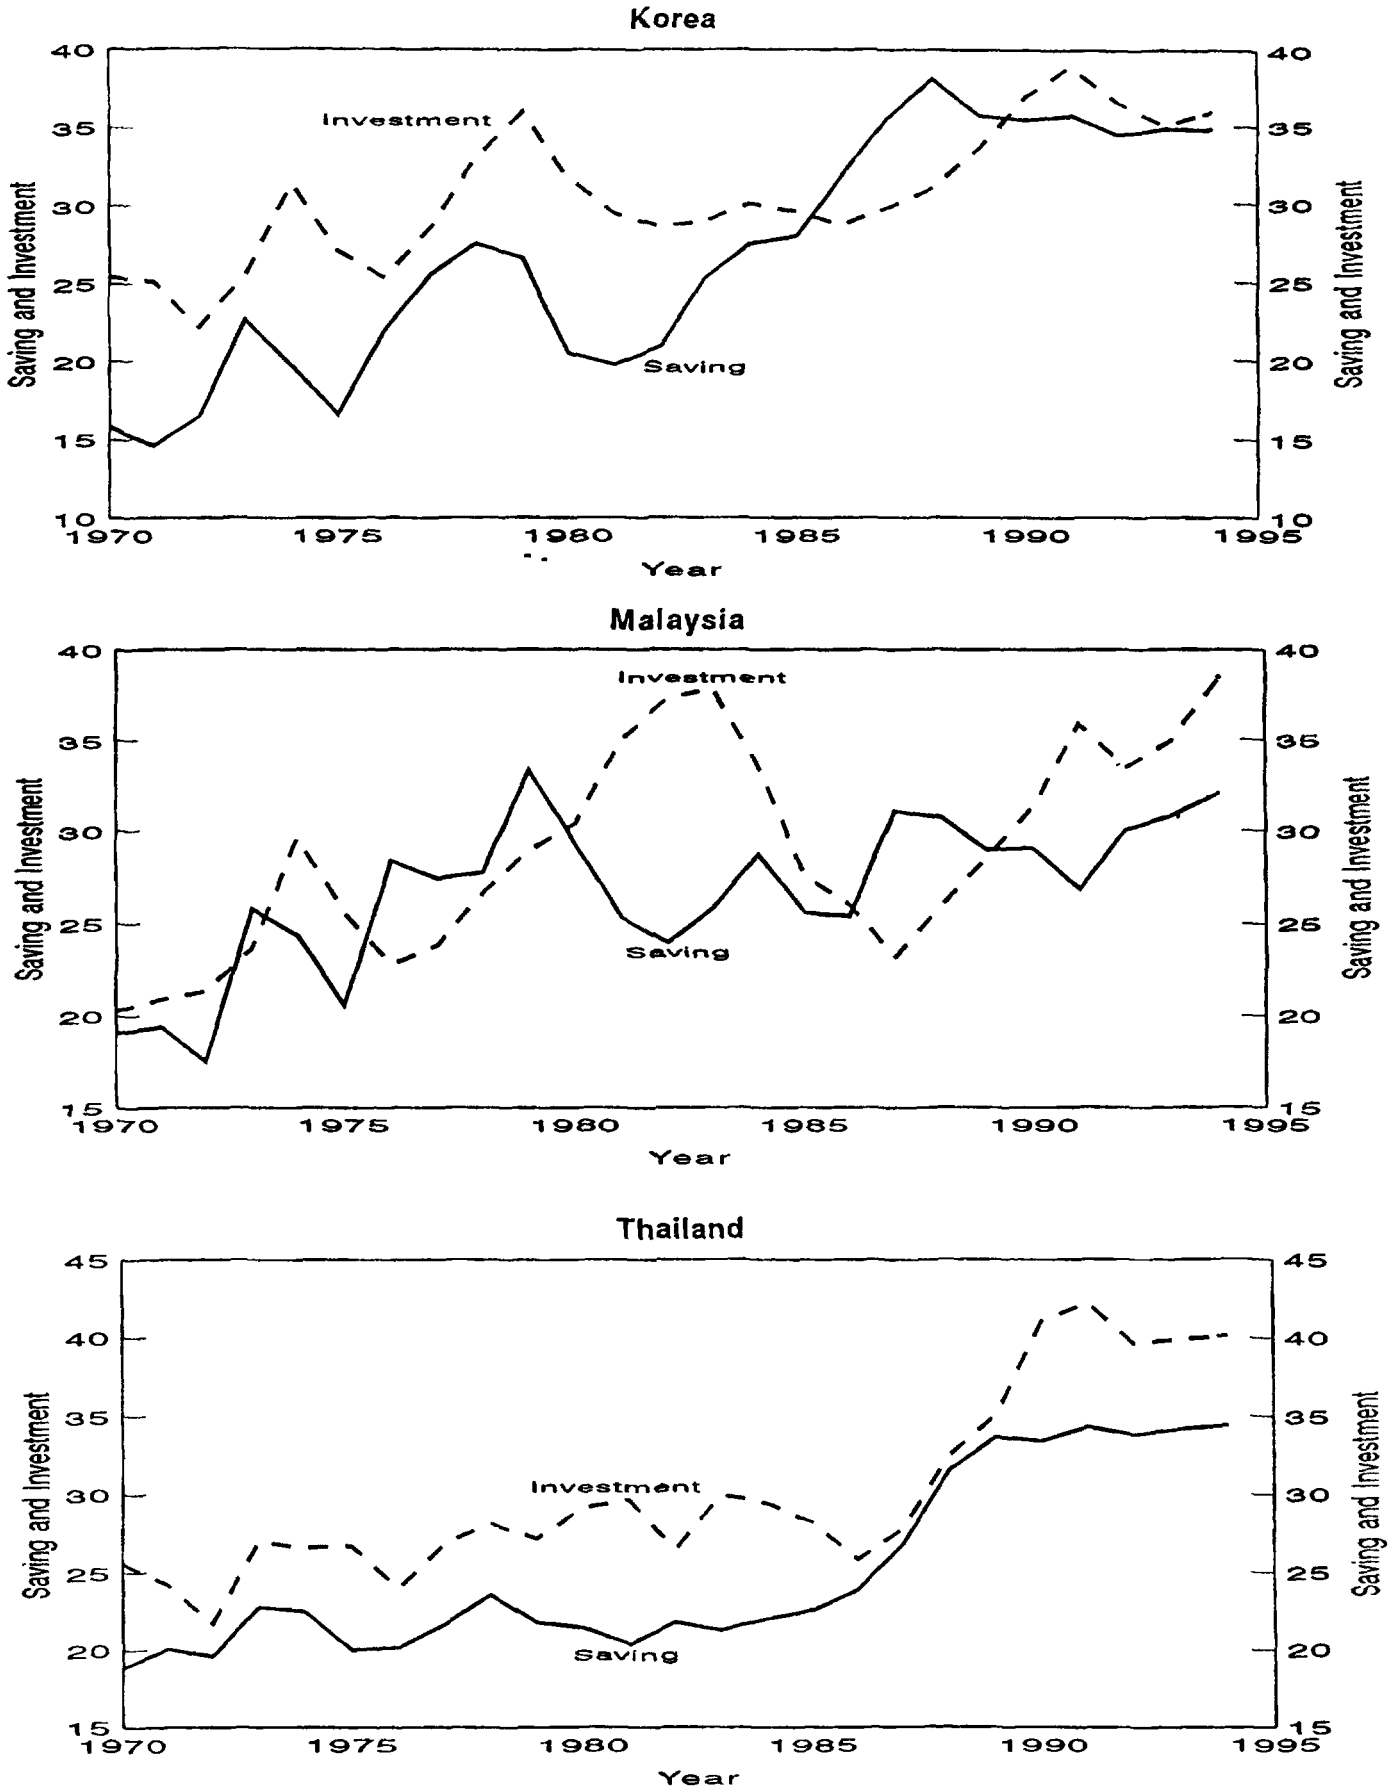 Korea
40 40
Investment
35 35
30 30
25 25
20 20
Saving
15 15
10 10
Saving and Investment
Saving and Investment
1970 1975 1980 1985 1990 1995
Year
Malaysia
40 40
Investment
35 35
30 30
25 25
Saving
20 20
15 15
Saving and Investment
Saving and Investment
1970 1975 1980 1985 1990 1995
Year
Thailand
45 45
40 40
35 35
Investment
30 30
25 25
20 20
Saving
15 15
Saving and Investment
Saving and Investment
1970 1975 1980 1985 1990 1995
Year